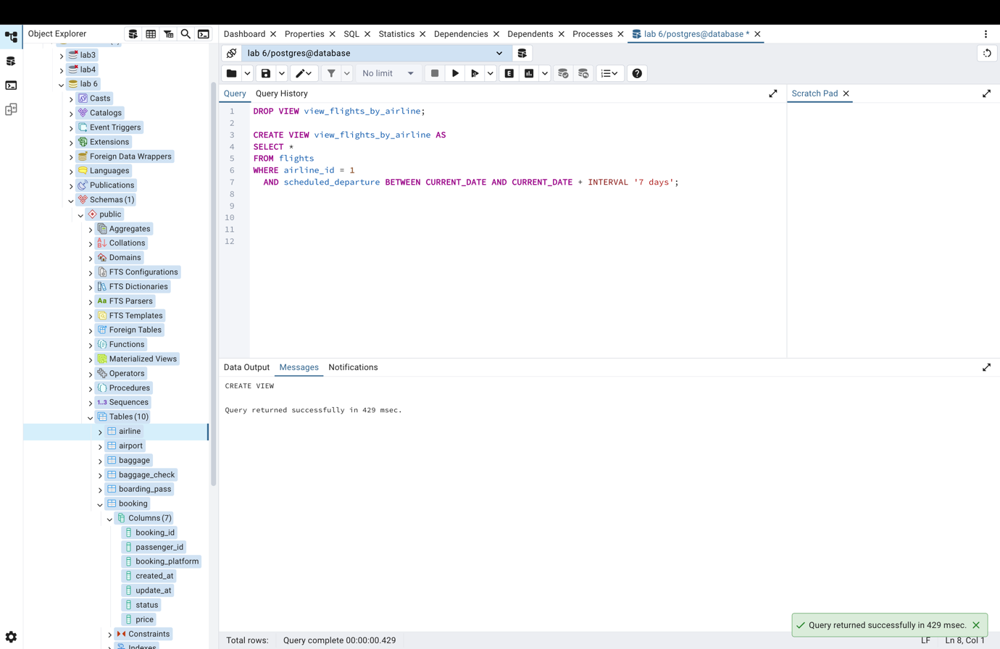 Object Explorer
Dashboard
Properties
SQL
Statistics
Dependencies
Dependents
Processes
lab 6/postgres@database *
lab3
lab4
lab 6
Casts
Catalogs
Event Triggers
Extensions
Foreign Data Wrappers
Languages
Publications
Schemas (1)
public
Aggregates
Collations
Domains
FTS Configurations
FTS Dictionaries
Aa FTS Parsers
FTS Templates
Foreign Tables
Functions
Materialized Views
Operators
Procedures
1..3 Sequences
Tables (10)
airline
airport
baggage
baggage_check
boarding_pass
booking
Columns (7)
booking_id
passenger_id
booking_platform
created_at
update_at
status
price
Constraints
Indexes
lab 6/postgres@database
No limit
E
Query
Query History
Scratch Pad
1 DROP VIEW view_flights_by_airline;
2
3 CREATE VIEW view_flights_by_airline AS
4 SELECT *
5 FROM flights
6 WHERE airline_id = 1
7 AND scheduled_departure BETWEEN CURRENT_DATE AND CURRENT_DATE + INTERVAL '7 days';
8
9
10
11
12
Data Output
Messages
Notifications
CREATE VIEW
Query returned successfully in 429 msec.
Query returned successfully in 429 msec.
Total rows:
Query complete 00:00:00.429
LF
Ln 8, Col 1